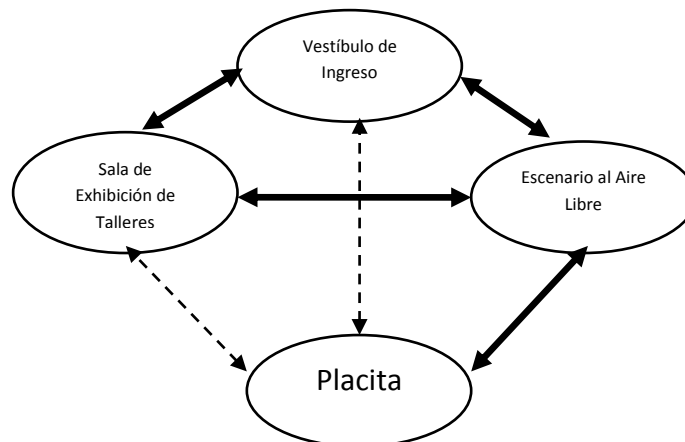 Vestíbulo de
Ingreso
Sala de
Exhibición de
Talleres
Escenario al Aire
Libre
Placita